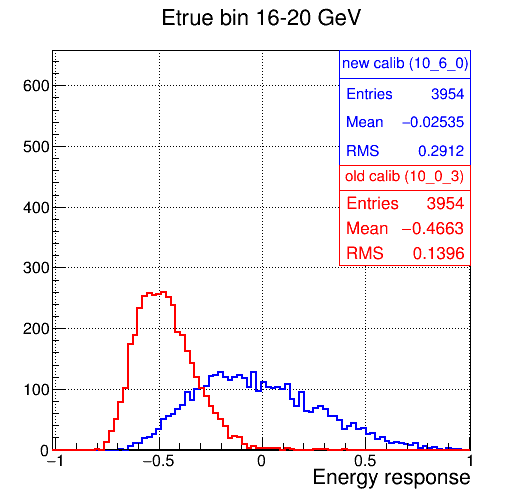 Etrue bin 16-20 GeV
new calib (10_6_0)
Entries 3954
Mean −0.02535
RMS 0.2912
old calib (10_0_3)
Entries 3954
Mean −0.4663
RMS 0.1396
600
500
400
300
200
100
0
−1 −0.5 0 0.5 1
Energy response